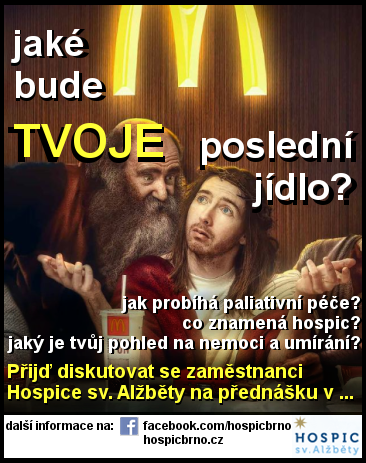 jaké
bude
TVOJE poslední
jídlo?
jak probíhá paliativní péče?
co znamená hospic?
jaký je tvůj pohled na nemoci a umírání?
Přijď diskutovat se zaměstnanci
Hospice sv. Alžběty na přednášku v ...
další informace na: facebook.com/hospicbrno
hospicbrno.cz
HOSPIC
sv.Alžběty